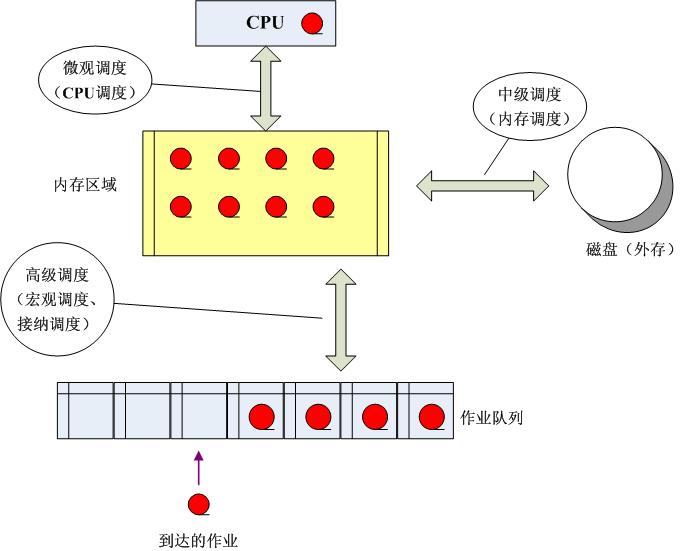 CPU
微观调度
（CPU调度）
中级调度
（内存调度）
内存区域
磁盘（外存）
高级调度
（宏观调度、
接纳调度）
作业队列
到达的作业